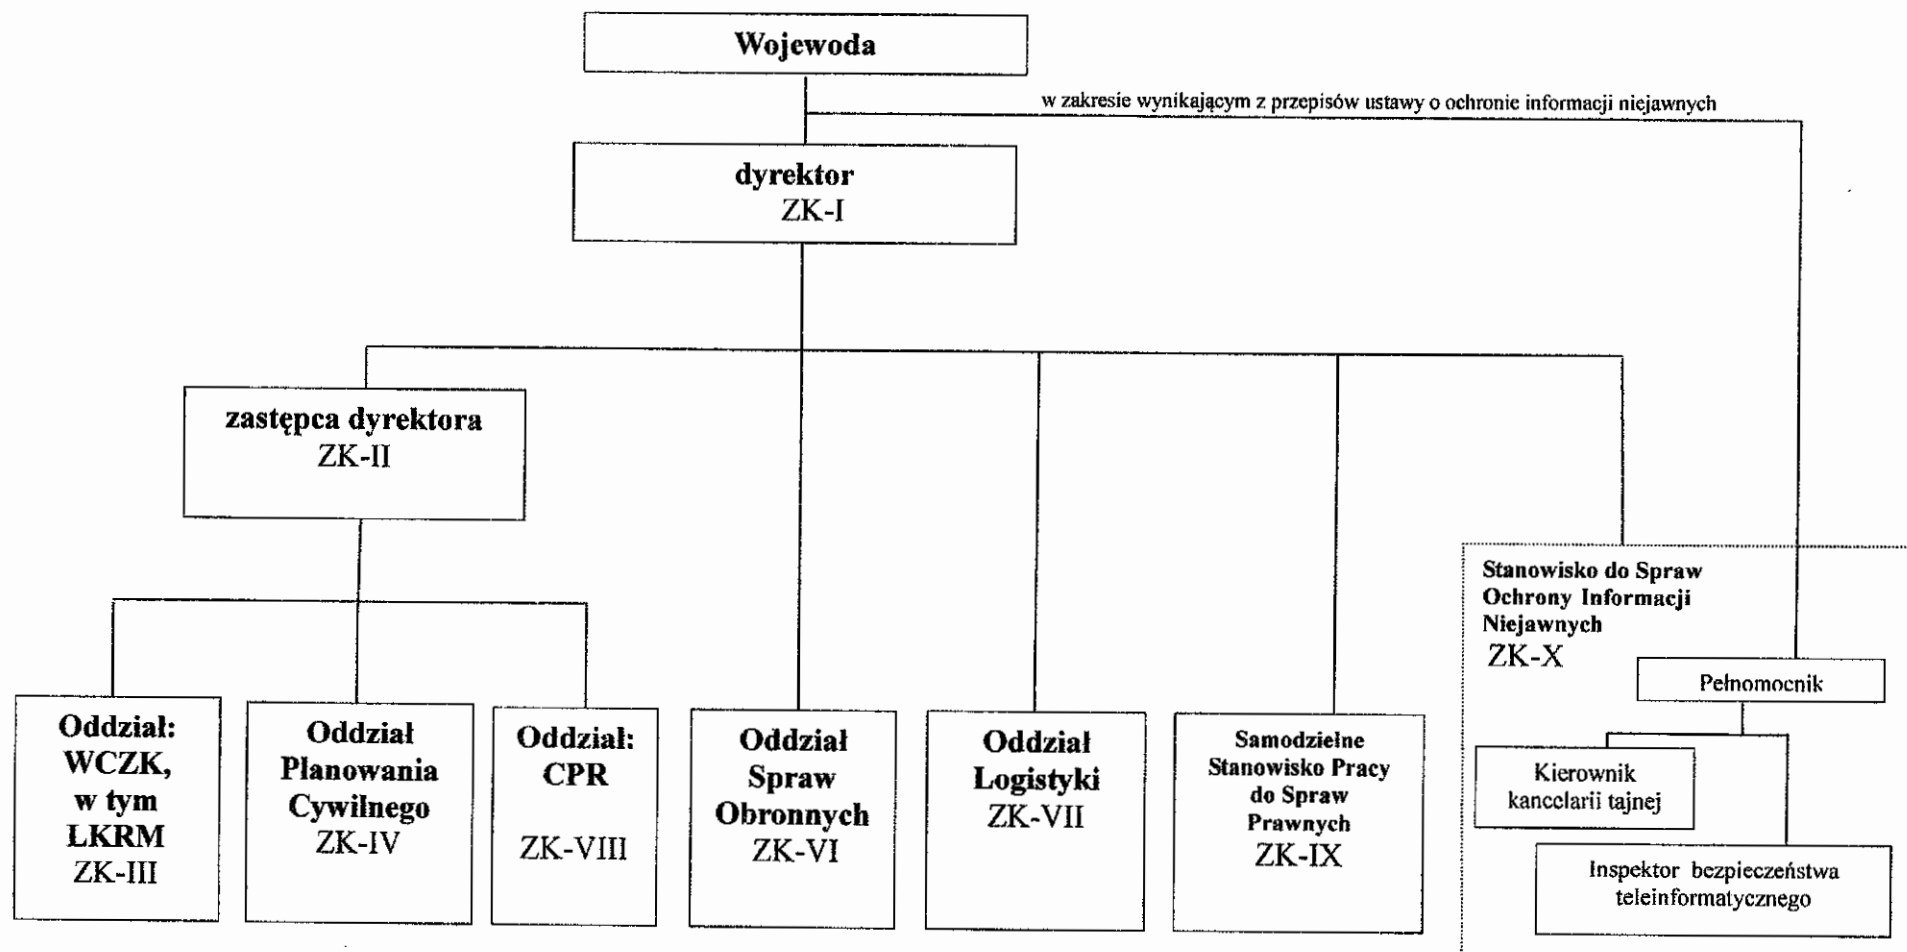 Wojewoda
w zakresie wynikającym z przepisów ustawy o ochronie informacji niejawnych
dyrektor
ZK-I
zastępca dyrektora
ZK-II
Oddział:
WCZK,
w tym
LKRM
ZK-III
Oddział
Planowania
Cywilnego
ZK-IV
Oddział:
CPR
ZK-VIII
Oddział
Spraw
Obronnych
ZK-VI
Oddział
Logistyki
ZK-VII
Samodzielne
Stanowisko Pracy
do Spraw
Prawnych
ZK-IX
Stanowisko do Spraw
Ochrony Informacji
Niejawnych
ZK-X
Pełnomocnik
Kierownik
kancelarii tajnej
Inspektor bezpieczeństwa
teleinformatycznego